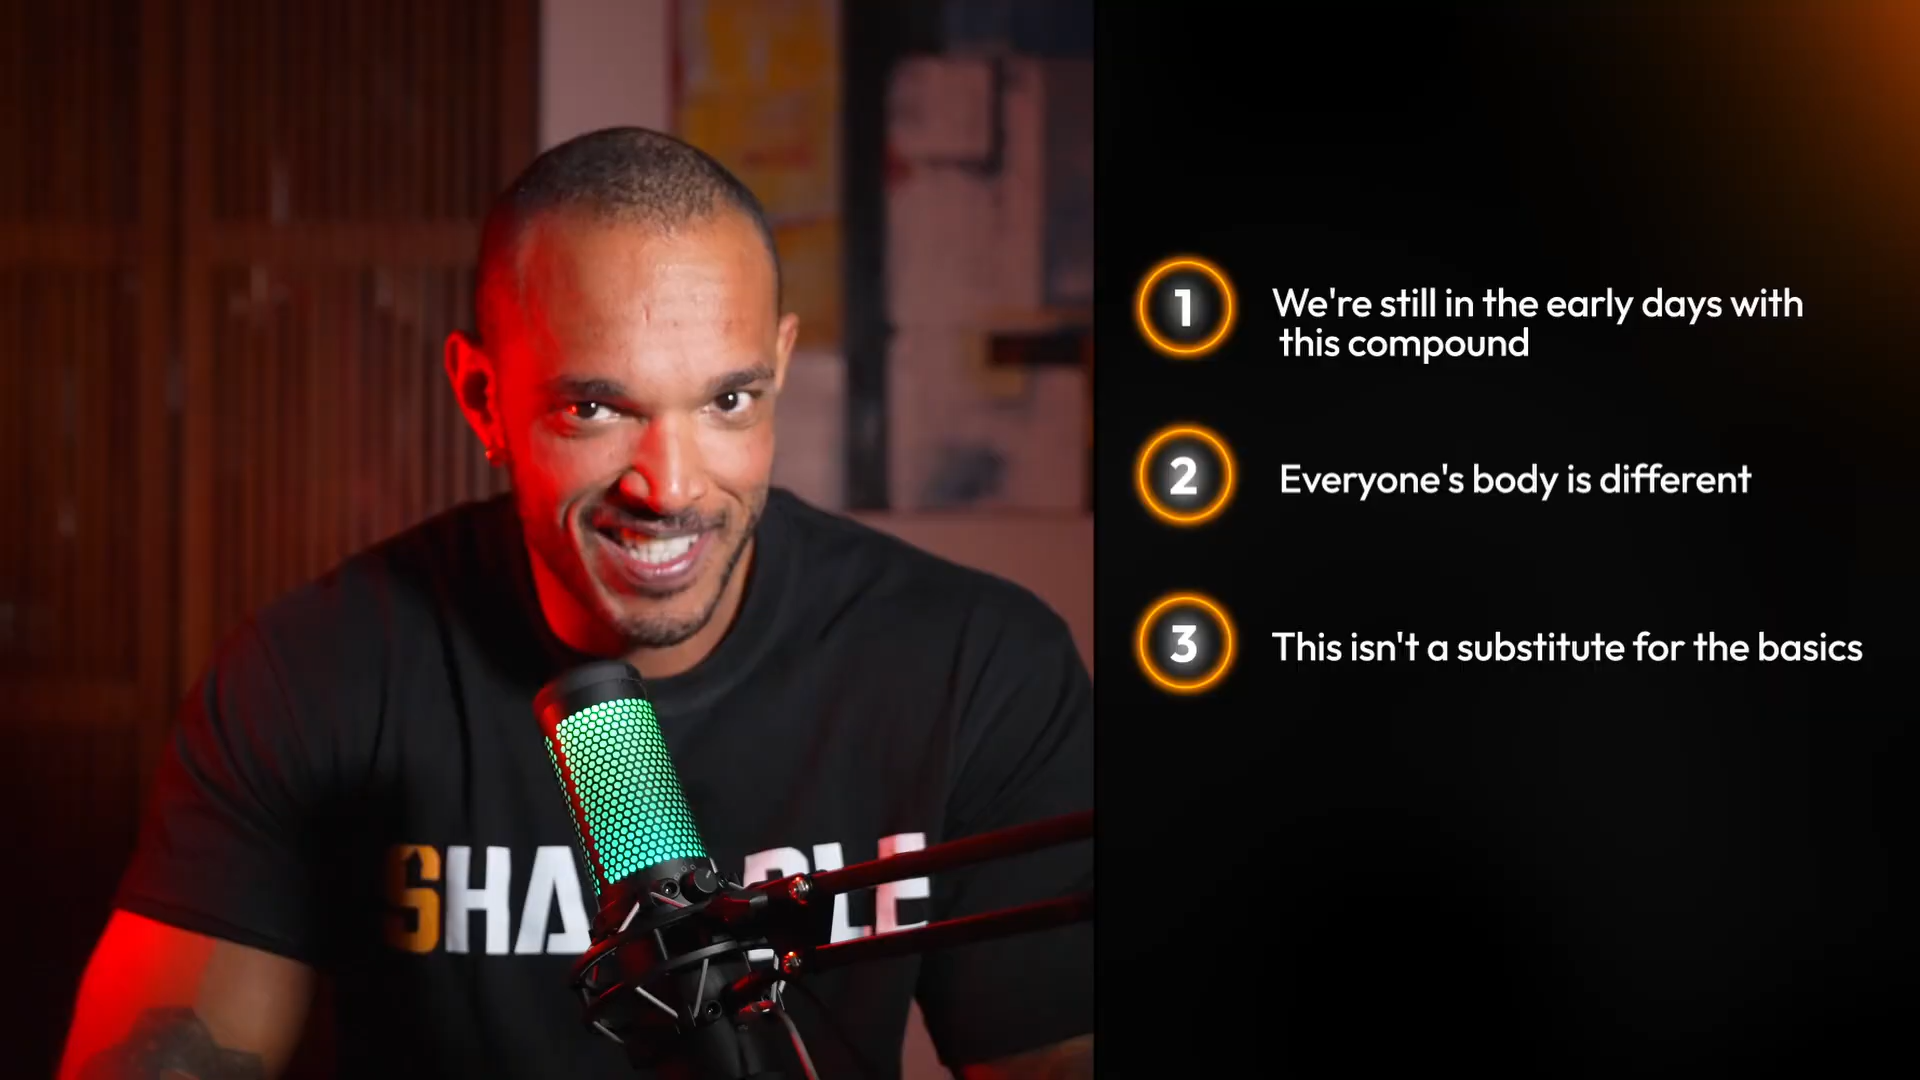 1
We're still in the early days with
this compound
2
Everyone's body is different
3
This isn't a substitute for the basics